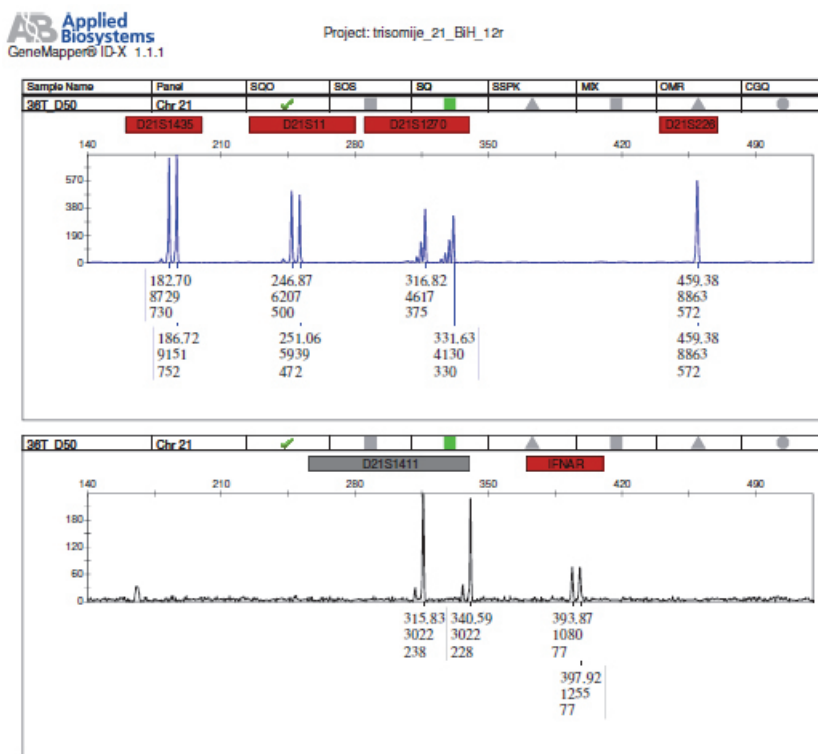 AB Applied
Biosystems
GeneMapper® ID-X 1.1.1
Project: trisomije_21_BiH_12r
Sample Name Panel SQO SOS BQ SSPK MIX OMR CGQ
36T_D50 Chr 21
D21S1435 D21S11 D21S1270 D21S226
140 210 280 350 420 490
570
380
190
0
182.70 246.87 316.82 459.38
8729 6207 4617 8863
730 500 375 572
186.72 251.06 331.63 459.38
9151 5939 4130 8863
752 472 330 572
36T_D50 Chr 21
D21S1411 IFNAR
140 210 280 350 420 490
180
120
60
0
315.83 340.59 393.87
3022 3022 1080
238 228 77
397.92
1255
77